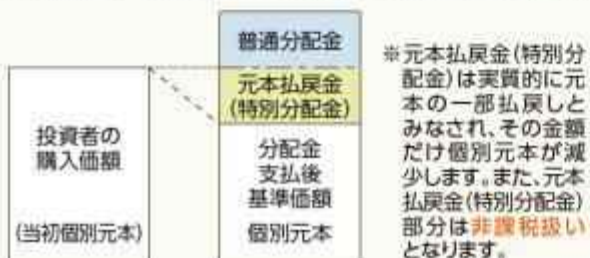 普通分配金
元本払戻金
(特別分配金)
投資者の
購入価額
(当初個別元本)
分配金
支払後
基準価額
個別元本
※元本払戻金(特別分
配金)は実質的に元
本の一部払戻しと
みなされ、その金額
だけ個別元本が減
少します。また、元本
払戻金(特別分配金)
部分は非課税扱い
となります。